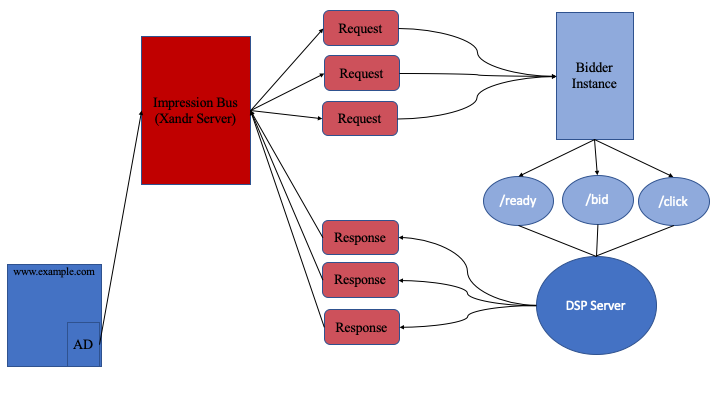 Request
Request
Request
Impression Bus
(Xandr Server)
Bidder
Instance
/ready
/bid
/click
Response
Response
Response
DSP Server
www.example.com
AD